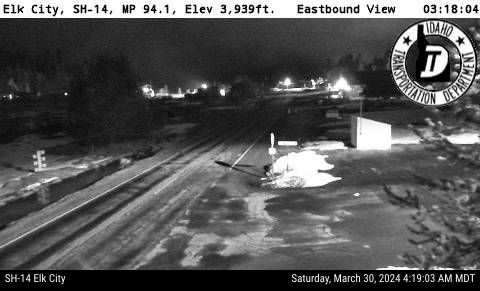 Elk City, SH-14, MP 94.1, Elev 3,939ft. Eastbound View 03:18:04
IDAHO
TRANSPORTATION DEPARTMENT
SH-14 Elk City Saturday, March 30, 2024 4:19:03 AM MDT